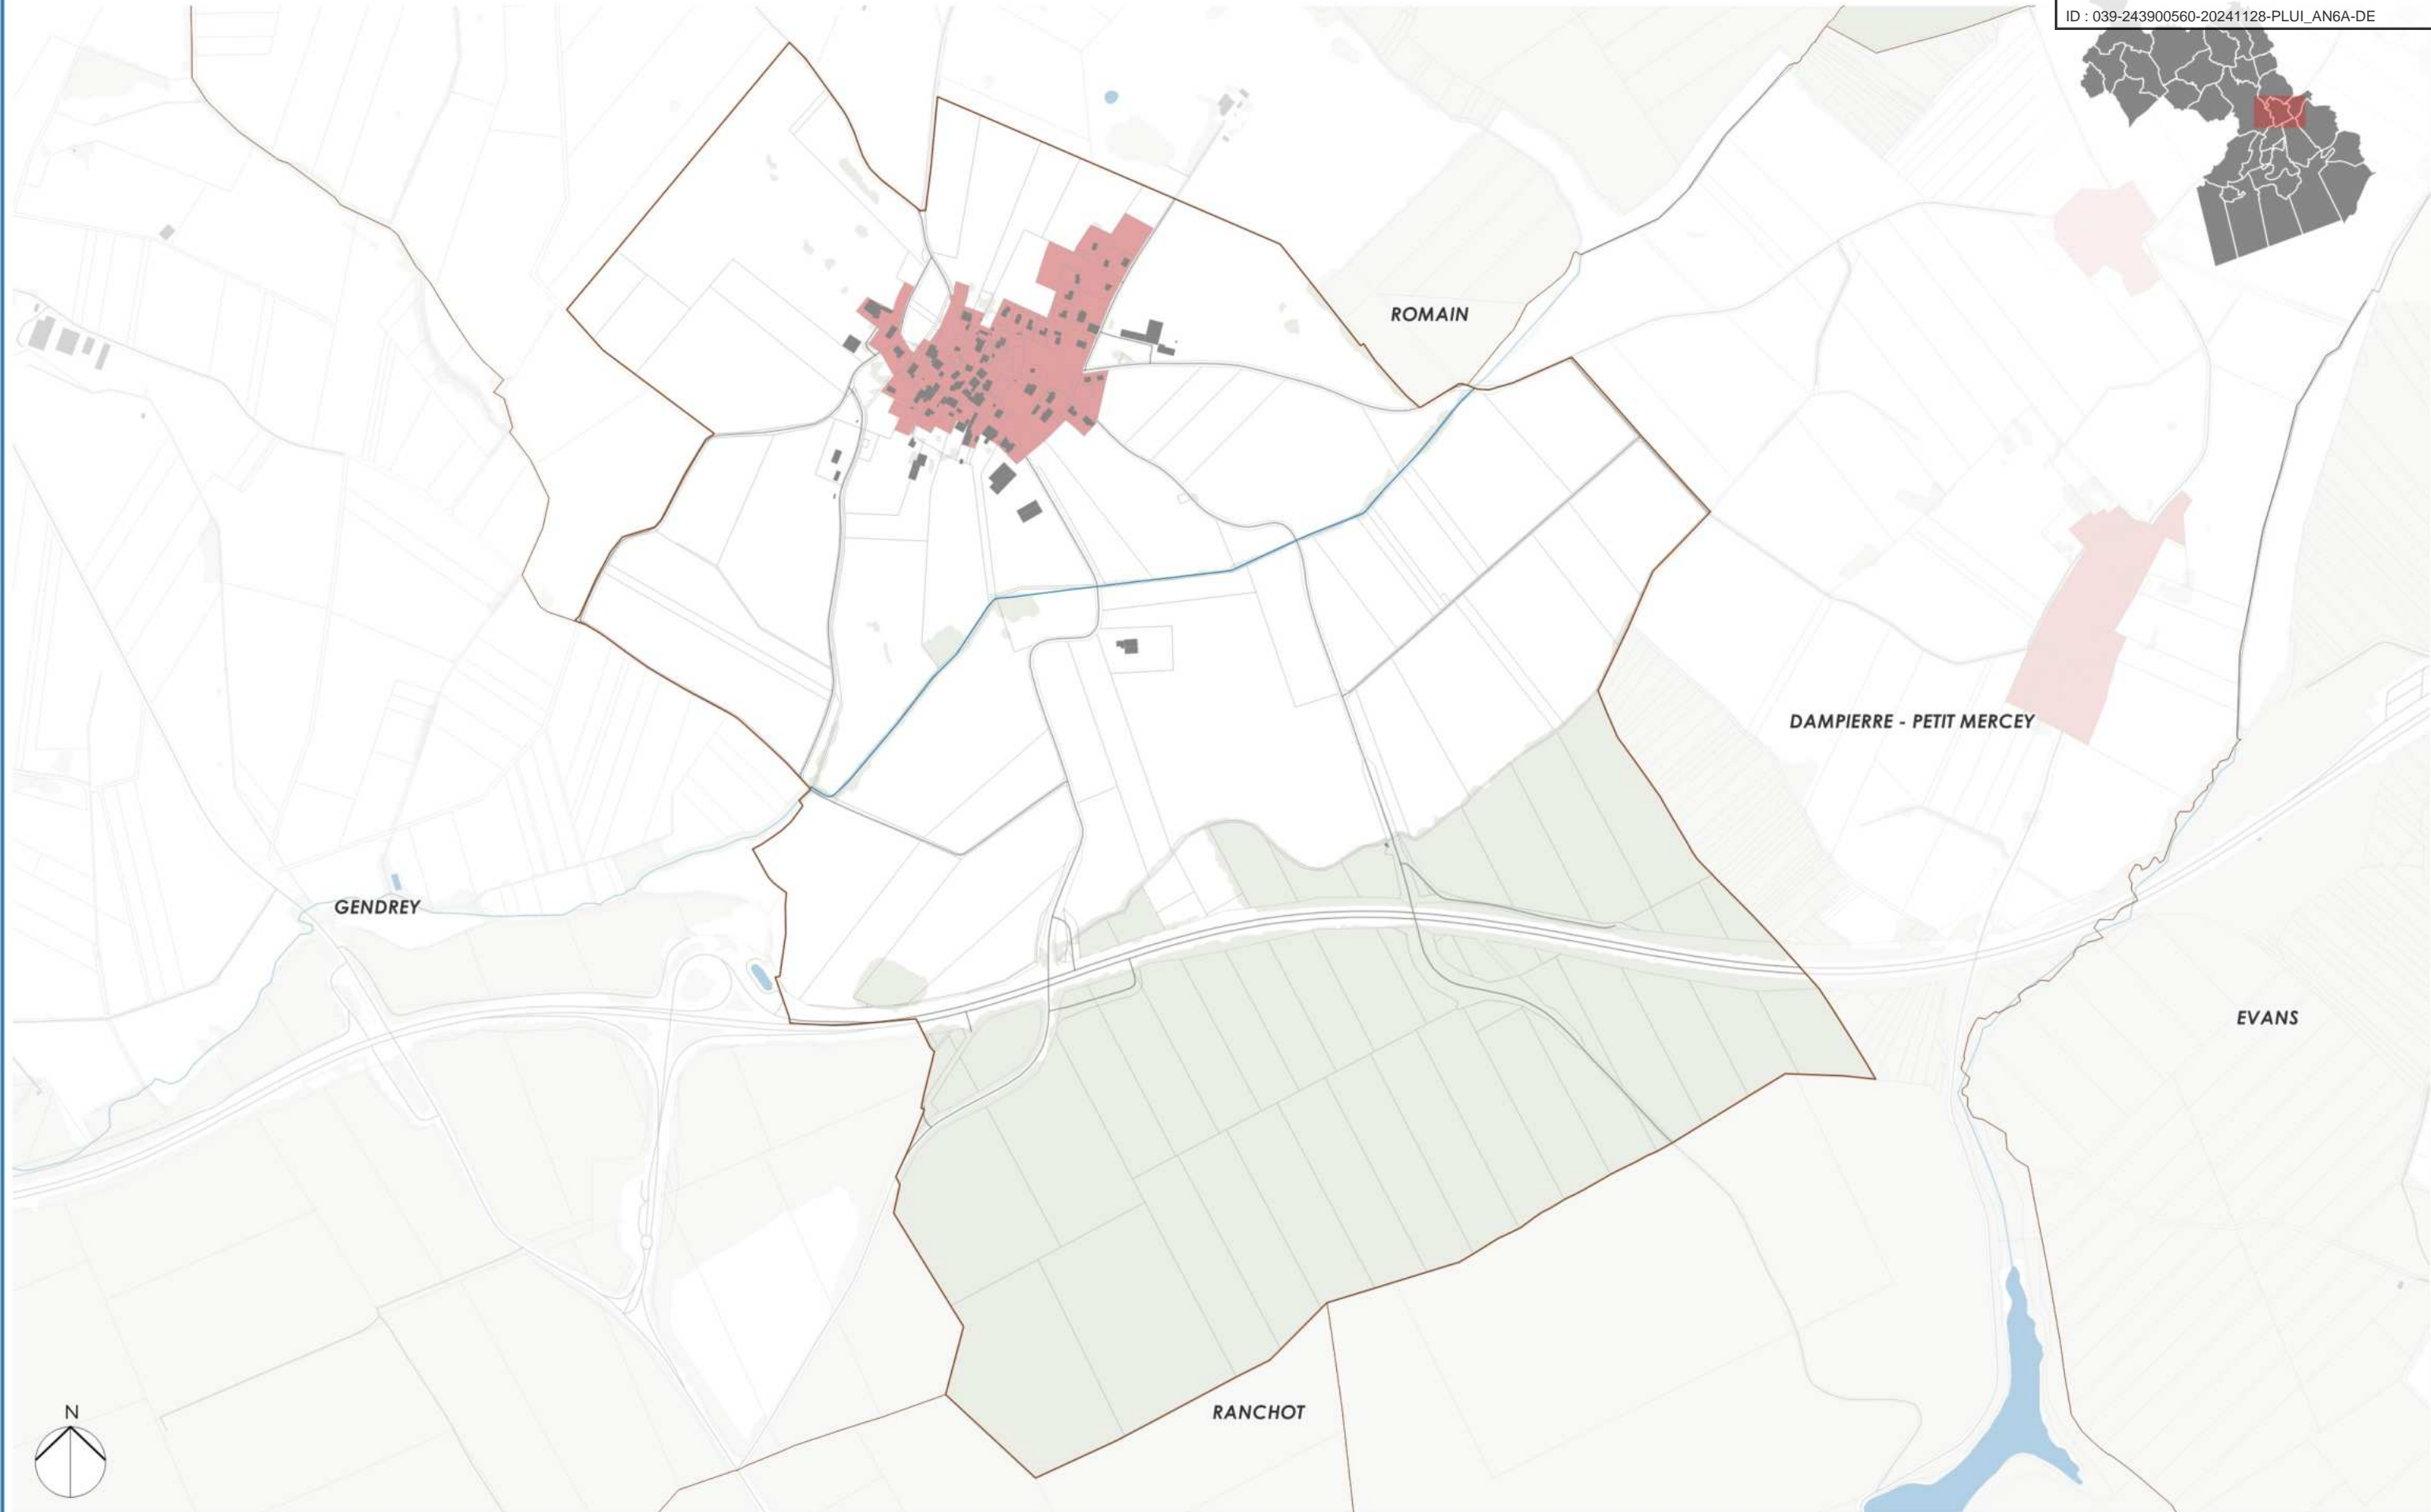 ID : 039-243900560-20241128-PLUI_AN6A-DE
ROMAIN
DAMPIERRE - PETIT MERCEY
GENDREY
EVANS
RANCHOT
N